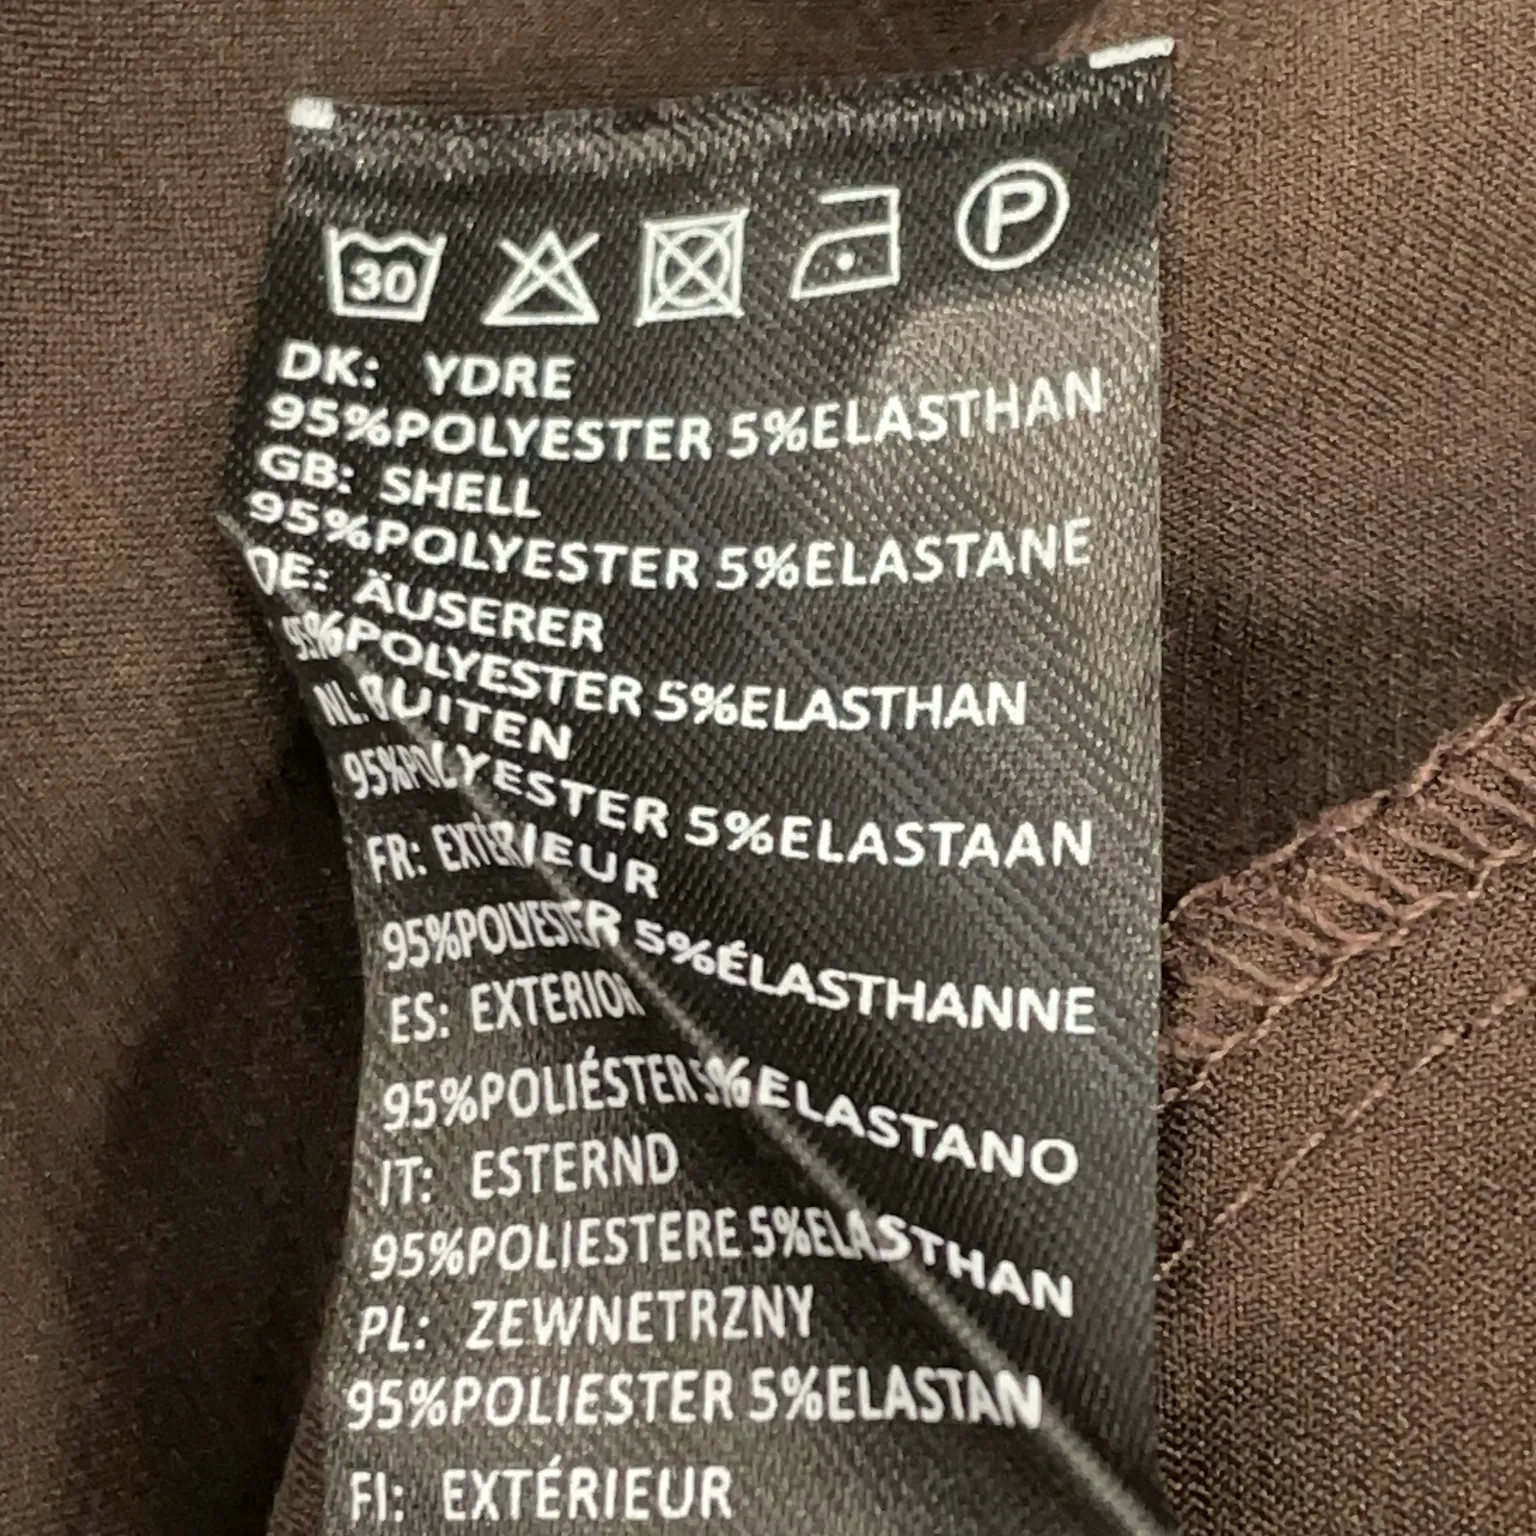 30
P
DK: YDRE
95%POLYESTER 5%ELASTHAN
GB: SHELL
95%POLYESTER 5%ELASTANE
DE: ÄUSERER
95%POLYESTER 5%ELASTHAN
NL: BUITEN
95%POLYESTER 5%ELASTAAN
FR: EXTÉRIEUR
95%POLYESTER 5%ÉLASTHANNE
ES: EXTERIOR
95%POLIÉSTER 5%ELASTANO
IT: ESTERND
95%POLIESTERE 5%ELASTHAN
PL: ZEWNETRZNY
95%POLIESTER 5%ELASTAN
FI: EXTÉRIEUR